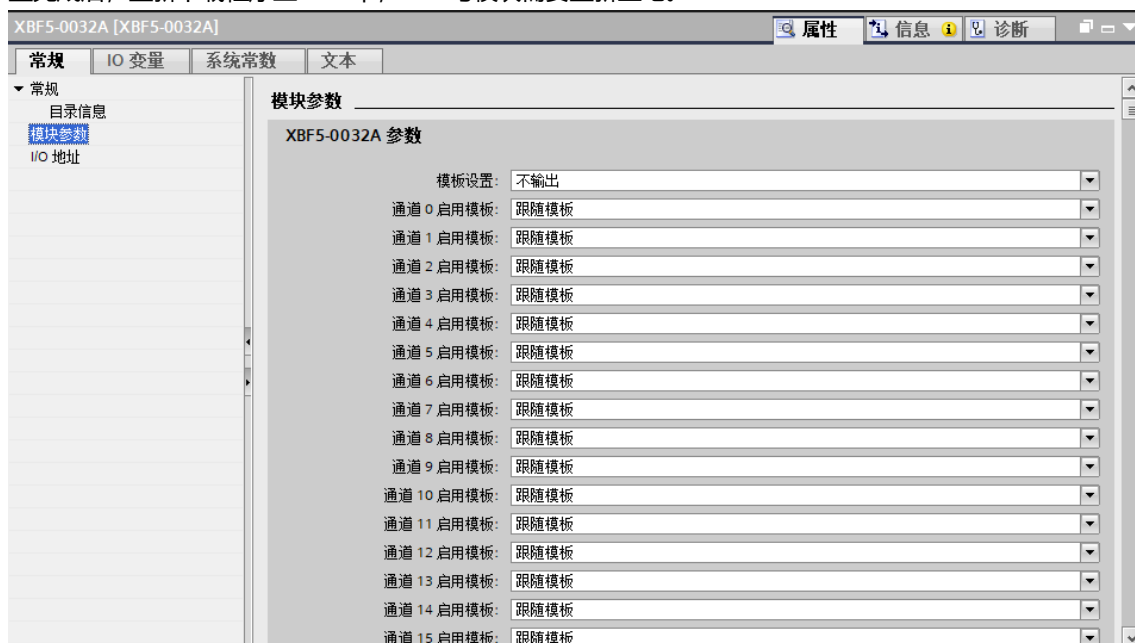 XBF5-0032A [XBF5-0032A]
属性
信息
诊断
常规
IO 变量
系统常数
文本
常规
目录信息
模块参数
I/O 地址
模块参数
XBF5-0032A 参数
模板设置: 不输出
通道 0 启用模板: 跟随模板
通道 1 启用模板: 跟随模板
通道 2 启用模板: 跟随模板
通道 3 启用模板: 跟随模板
通道 4 启用模板: 跟随模板
通道 5 启用模板: 跟随模板
通道 6 启用模板: 跟随模板
通道 7 启用模板: 跟随模板
通道 8 启用模板: 跟随模板
通道 9 启用模板: 跟随模板
通道 10 启用模板: 跟随模板
通道 11 启用模板: 跟随模板
通道 12 启用模板: 跟随模板
通道 13 启用模板: 跟随模板
通道 14 启用模板: 跟随模板
通道 15 启用模板: 跟随模板